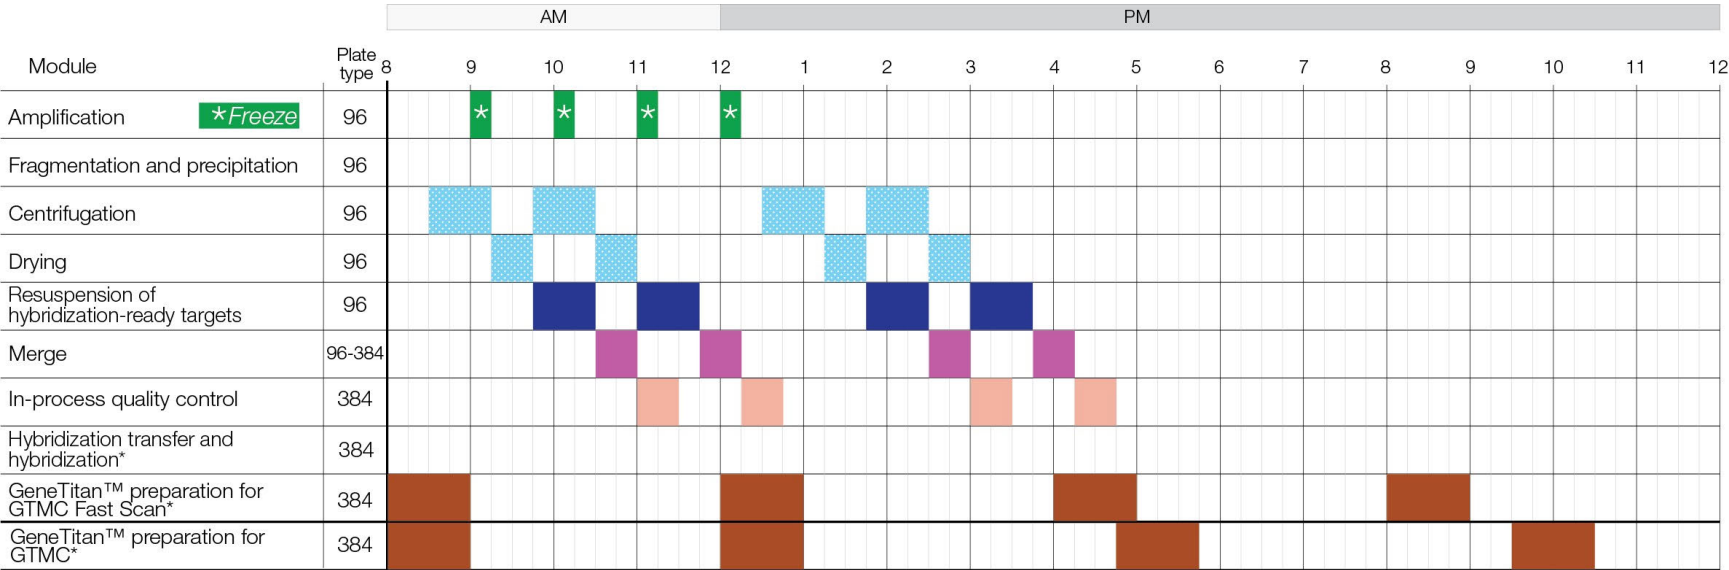 AM PM
Module Plate type 8 9 10 11 12 1 2 3 4 5 6 7 8 9 10 11 12
Amplification *Freeze 96 * * * *
Fragmentation and precipitation 96
Centrifugation 96
Drying 96
Resuspension of
hybridization-ready targets 96
Merge 96-384
In-process quality control 384
Hybridization transfer and
hybridization* 384
GeneTitan™ preparation for
GTMC Fast Scan* 384
GeneTitan™ preparation for
GTMC* 384